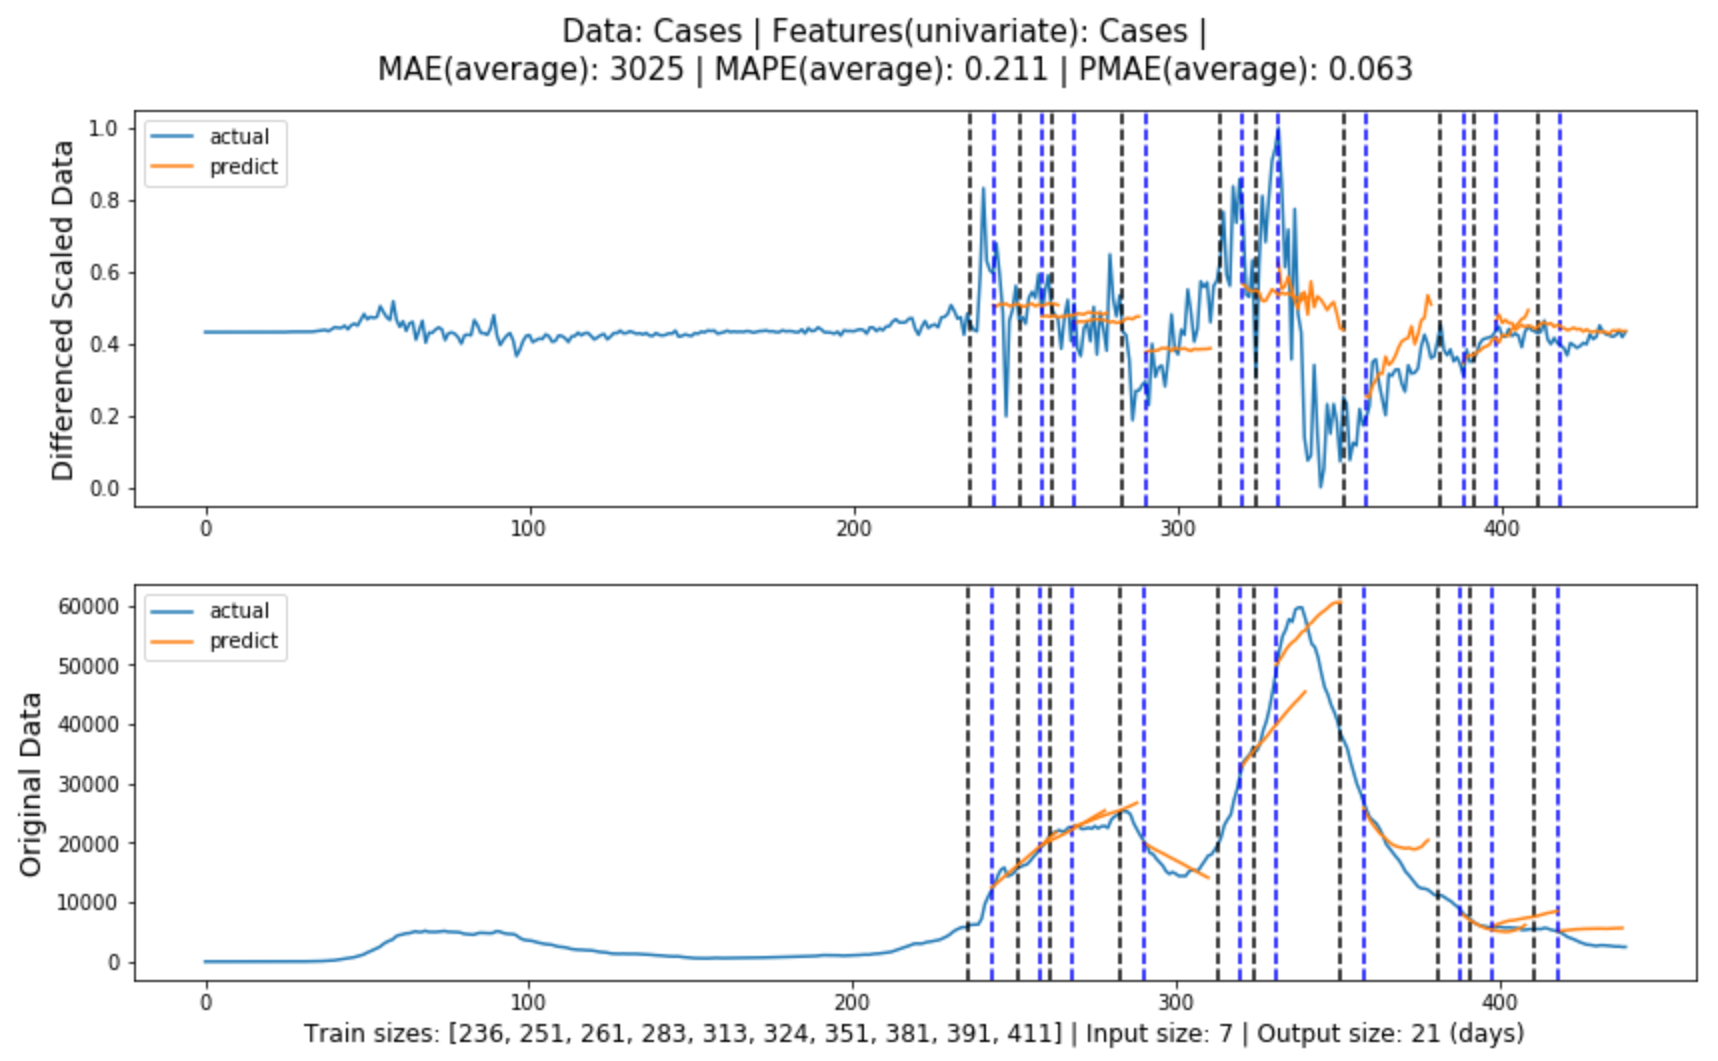 Data: Cases | Features(univariate): Cases |
MAE(average): 3025 | MAPE(average): 0.211 | PMAE(average): 0.063
Differenced Scaled Data
1.0
0.8
0.6
0.4
0.2
0.0
actual
predict
0 100 200 300 400
Original Data
60000
50000
40000
30000
20000
10000
0
actual
predict
0 100 200 300 400
Train sizes: [236, 251, 261, 283, 313, 324, 351, 381, 391, 411] | Input size: 7 | Output size: 21 (days)